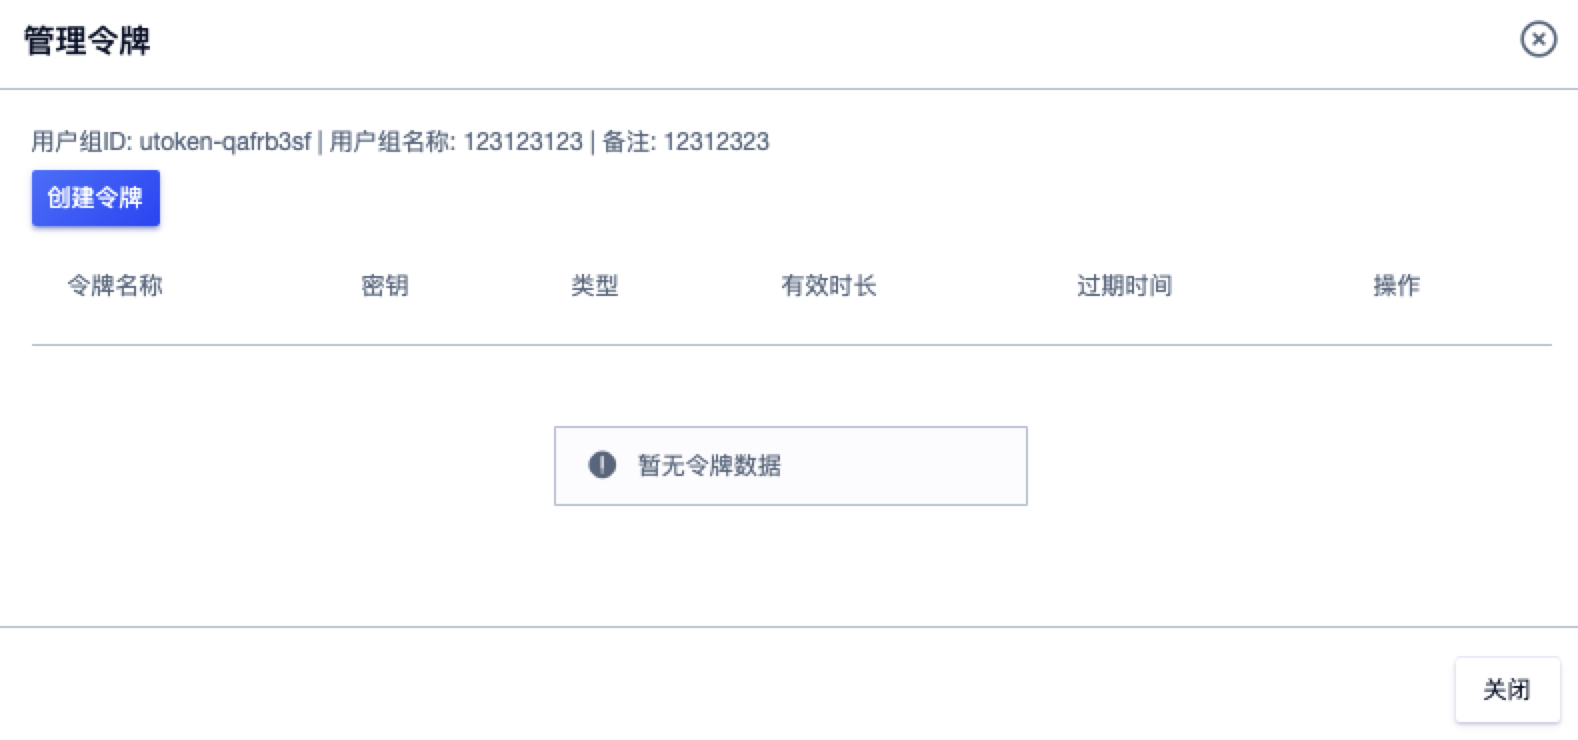 管理令牌
用户组ID: utoken-qafrb3sf | 用户组名称: 123123123 | 备注: 12312323
创建令牌
令牌名称 密钥 类型 有效时长 过期时间 操作
暂无令牌数据
关闭